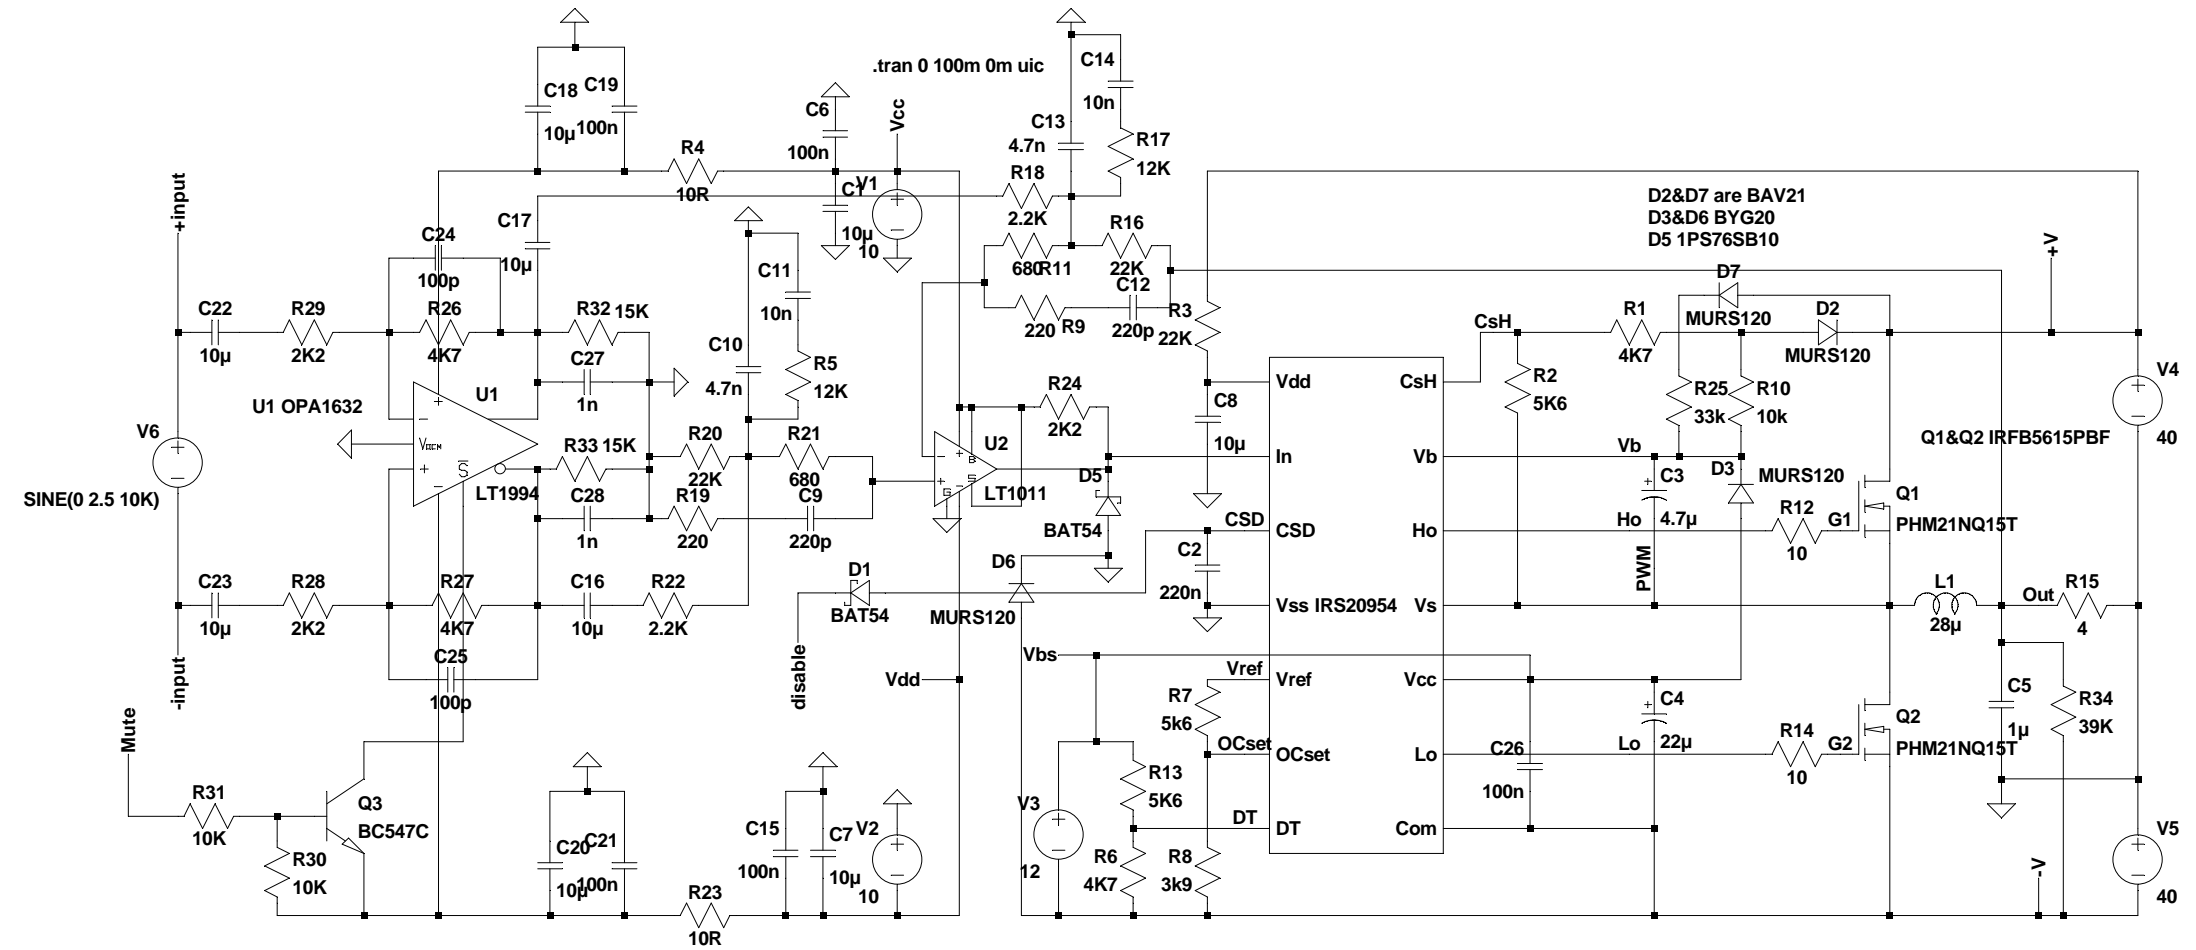 .tran 0 100m 0m uic
C18
C19
10µ
100n
C6
100n
Vcc
C14
10n
C13
4.7n
R17
12K
R4
10R
R18
2.2K
C1
V1
10µ
10
+input
C24
100p
C17
10µ
C11
10n
680
R11
R16
22K
C12
220
R9
220p
R3
22K
D2&D7 are BAV21
D3&D6 BYG20
D5 1PS76SB10
+V
D7
MURS120
D2
MURS120
R1
4K7
CsH
C22
10µ
R29
2K2
R26
4K7
R32
15K
C27
1n
C10
4.7n
R5
12K
R24
2K2
C8
10µ
Vdd
CsH
R2
5K6
R25
33k
R10
10k
V4
40
U1 OPA1632
U1
Vocm
S
LT1994
V6
SINE(0 2.5 10K)
R33
15K
C28
1n
R20
22K
R19
220
R21
680
C9
220p
U2
B
S
G
LT1011
D5
BAT54
In
Vb
Vb
D3
MURS120
C3
4.7µ
Q1&Q2 IRFB5615PBF
Q1
PHM21NQ15T
R12
10
G1
CSD
CSD
Ho
Ho
C2
220n
PWM
D6
MURS120
D1
BAT54
Vss
IRS20954
Vs
L1
28µ
Out
R15
4
C23
10µ
R28
2K2
R27
4K7
C16
10µ
R22
2.2K
C25
100p
-input
disable
Vdd
Vbs
Vref
Vref
Vcc
R7
5k6
C4
22µ
Q2
PHM21NQ15T
C5
1µ
R34
39K
Mute
OCset
OCset
Lo
Lo
C26
100n
R14
10
G2
R13
5K6
V3
12
DT
DT
Com
R31
10K
Q3
BC547C
R30
10K
C20
C21
10µ
100n
C15
100n
C7
10µ
V2
10
R23
10R
R6
4K7
R8
3k9
-V
V5
40